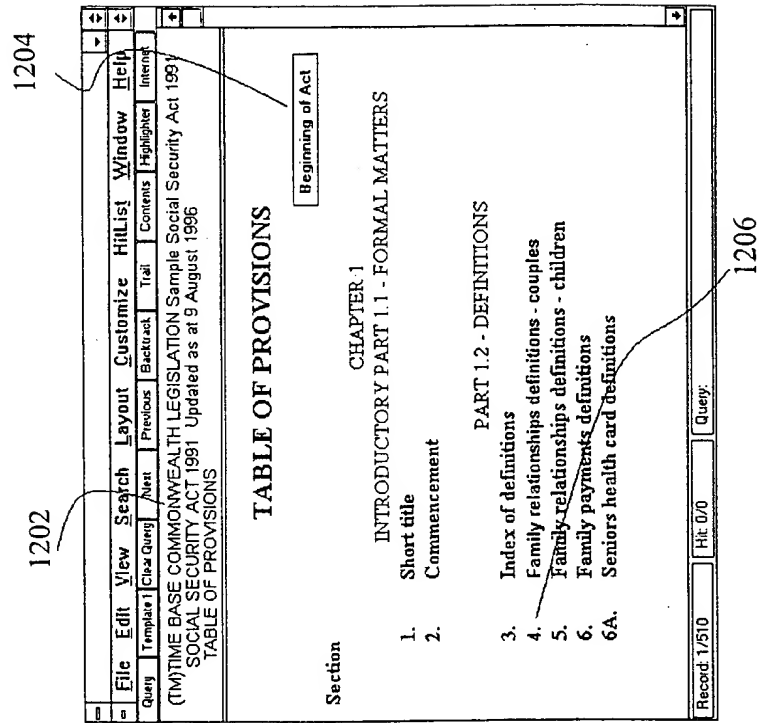 1202
1204
File Edit View Search Layout Customize HitList Window Help
Query Template 1 Clear Query Next Previous Backtrack Trail Contents Highlighter Internet
(TM)TIME BASE COMMONWEALTH LEGISLATION Sample Social Security Act 1991
SOCIAL SECURITY ACT 1991 Updated as at 9 August 1996
TABLE OF PROVISIONS
TABLE OF PROVISIONS
Beginning of Act
CHAPTER 1
INTRODUCTORY PART 1.1 - FORMAL MATTERS
Section
1. Short title
2. Commencement
PART 1.2 - DEFINITIONS
3. Index of definitions
4. Family relationships definitions - couples
5. Family relationships definitions - children
6. Family payments definitions
6A. Seniors health card definitions
Record: 1/510 Hit: 0/0 Query:
1206